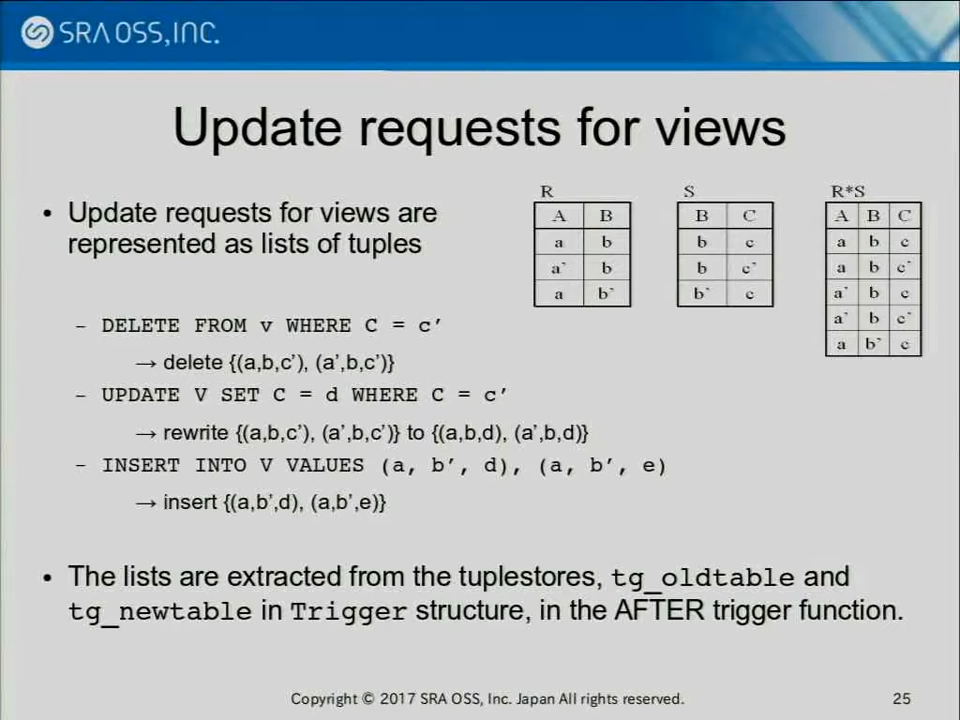 SRA OSS, INC.
Update requests for views
• Update requests for views are
represented as lists of tuples
R
A B
a b
a` b
a b`
S
B C
b c
b c`
b` c
R*S
A B C
a b c
a b c`
a` b c
a` b c`
a b` c
– DELETE FROM v WHERE C = c’
→ delete {(a,b,c’), (a’,b,c’)}
– UPDATE V SET C = d WHERE C = c’
→ rewrite {(a,b,c’), (a’,b,c’)} to {(a,b,d), (a’,b,d)}
– INSERT INTO V VALUES (a, b’, d), (a, b’, e)
→ insert {(a,b’,d), (a,b’,e)}
• The lists are extracted from the tuplestores, tg_oldtable and
tg_newtable in Trigger structure, in the AFTER trigger function.
Copyright © 2017 SRA OSS, Inc. Japan All rights reserved.
25